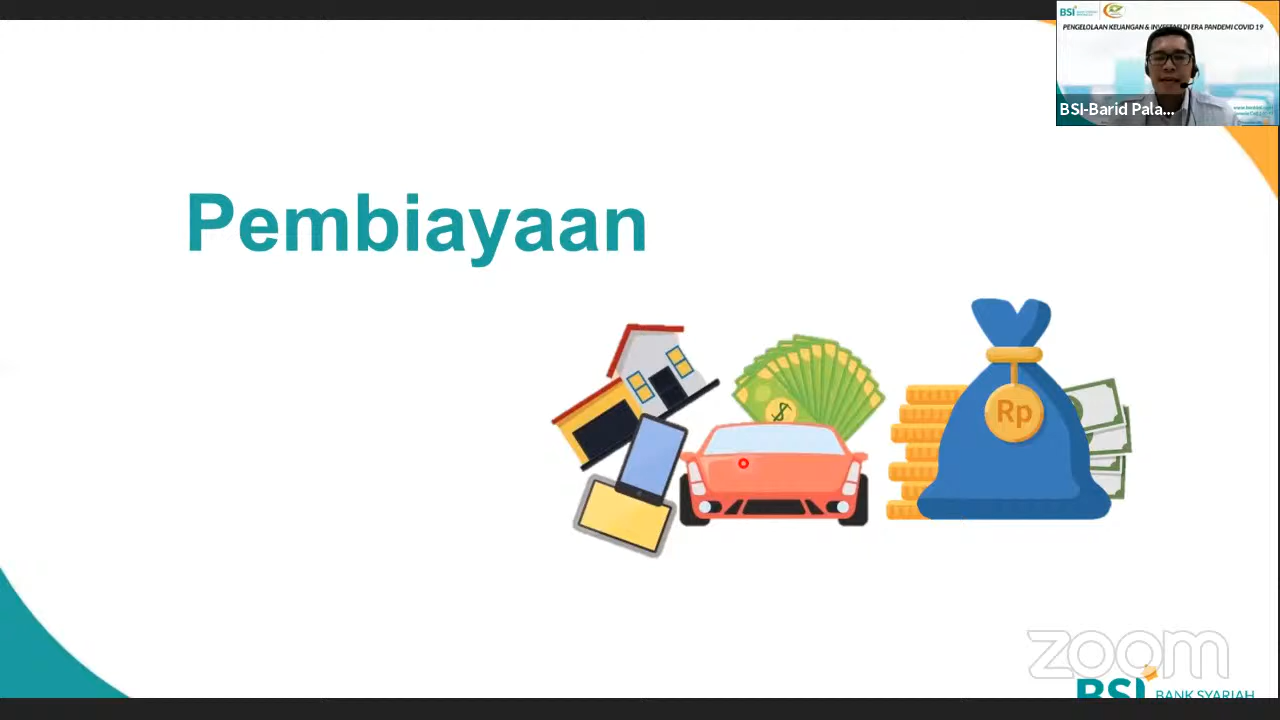 BSI
PENGELOLAAN KEUANGAN & INVESTASI DI ERA PANDEMI COVID 19
BSI-Barid Pala...
Pembiayaan
$
Rp
zoom
BSI BANK SYARIAH